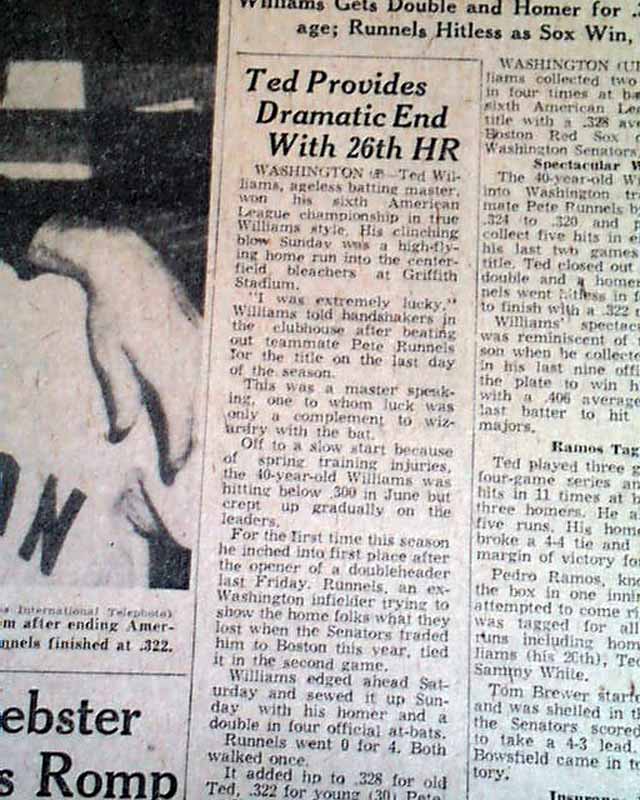 Williams Gets Double and Homer for
age; Runnels Hitless as Sox Win,
Ted Provides
Dramatic End
With 26th HR
WASHINGTON (AP)—Ted Wil-
liams, ageless batting master,
won his sixth American
League championship in true
Williams style. His clinching
blow Sunday was a high-fly-
ing home run into the center-
field bleachers at Griffith
Stadium.
"I was extremely lucky,"
Williams told handshakers in
the clubhouse after beating
out teammate Pete Runnels
for the title on the last day
of the season.
This was a master speak-
ing, one to whom luck was
only a complement to wiz-
ardry with the bat.
Off to a slow start because
of spring training injuries,
the 40-year-old Williams was
hitting below .300 in June but
crept up gradually on the
leaders.
For the first time this season
he inched into first place after
the opener of a doubleheader
last Friday. Runnels, an ex-
Washington infielder trying to
show the home folks what they
lost when the Senators traded
him to Boston this year, tied
it in the second game.
Williams edged ahead Sat-
urday and sewed it up Sun-
day with his homer and a
double in four official at-bats.
Runnels went 0 for 4. Both
walked once.
It added up to .328 for old
Ted, .322 for young (30) Pete
WASHINGTON (U
liams collected two
in four times at ba
sixth American Lea
title with a .328 ave
Boston Red Sox
Washington Senators
Spectacular W
The 40-year-old Wi
into Washington tra
mate Pete Runnels by
.324 to .320 and p
collect five hits in e
his last two games
title. Ted closed out
double and a homer
nels went hitless in f
to finish with a .322
Williams' spectac
was reminiscent of
son when he collecte
in his last nine offi
the plate to win h
with a .406 average
last batter to hit
majors.
Ramos Tag
Ted played three g
four-game series an
hits in 11 times at
three homers. He a
five runs. His home
broke a 4-4 tie and
margin of victory fo
Pedro Ramos, kn
the box in one inni
attempted to come
was tagged for all
runs including hom
liams (his 26th), Te
Sammy White.
Tom Brewer start
and was shelled in t
the Senators scored
to take a 4-3 lead.
Bowsfield came in t
tory.
Insurance
ON
s International Telephoto)
m after ending Amer-
nnels finished at .322.
ebster
s Romp